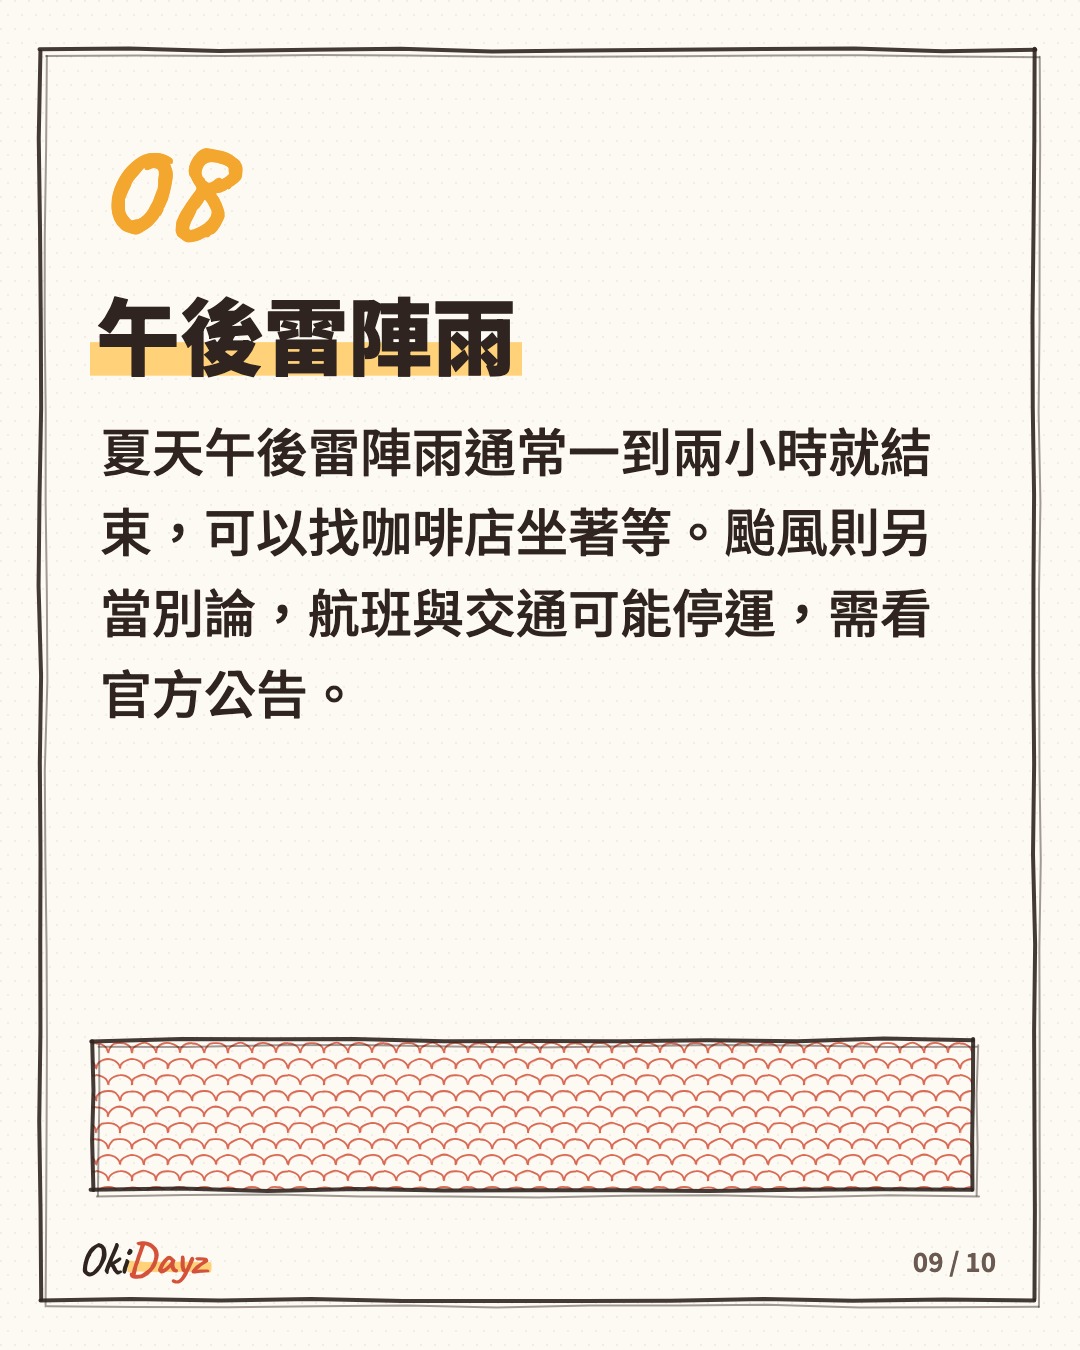 08
午後雷陣雨
夏天午後雷陣雨通常一到兩小時就結
束，可以找咖啡店坐著等。颱風則另
當別論，航班與交通可能停運，需看
官方公告。
OkiDayz
09 / 10